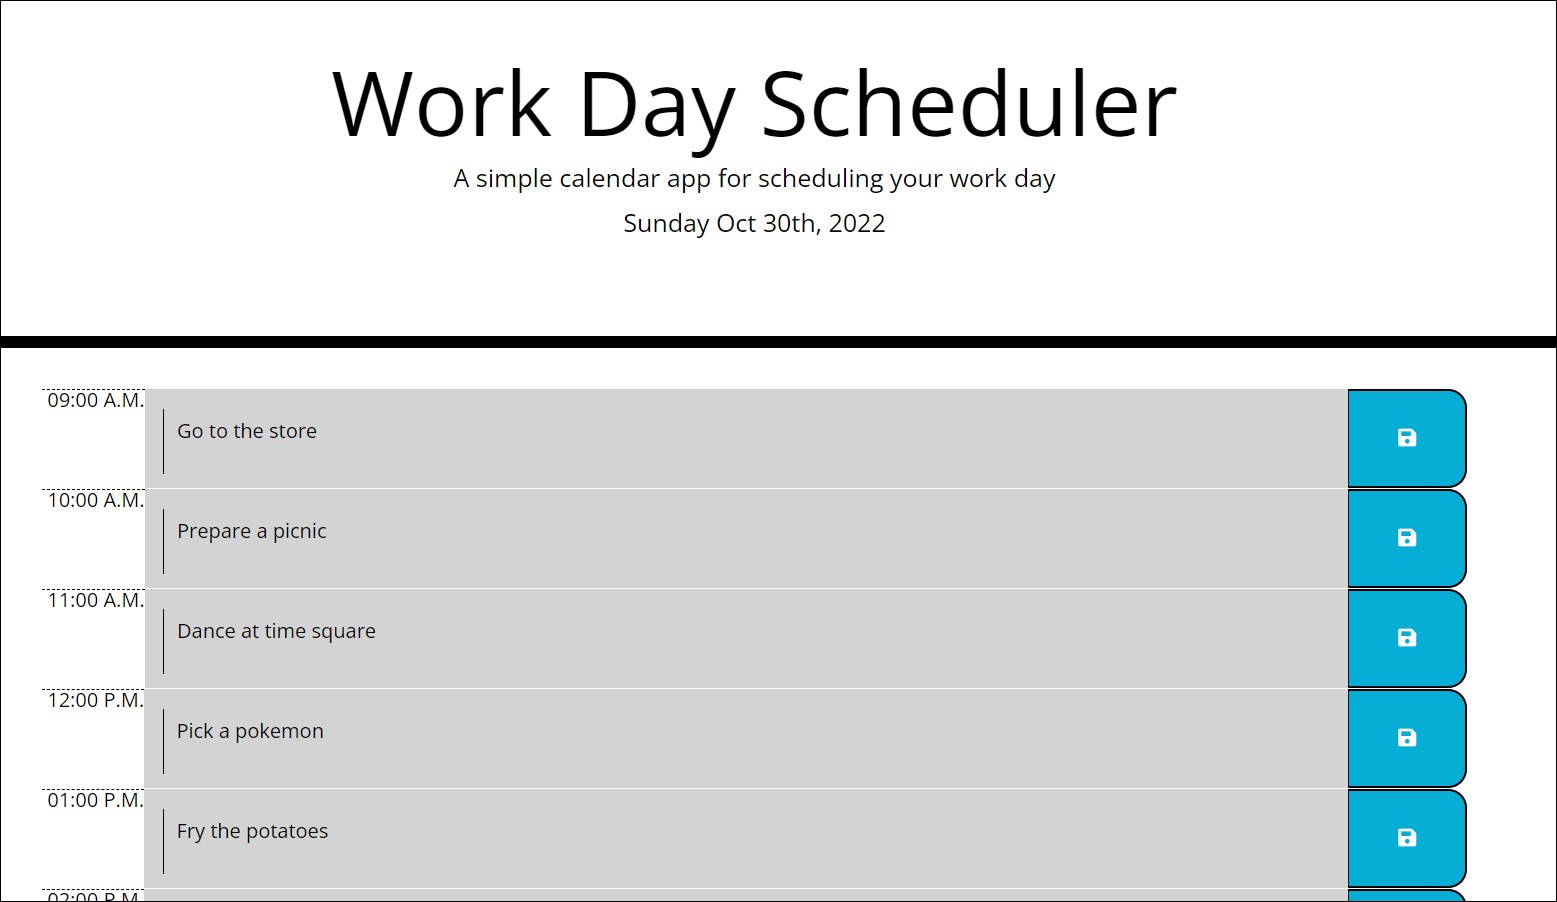 Work Day Scheduler
A simple calendar app for scheduling your work day
Sunday Oct 30th, 2022
09:00 A.M.
Go to the store
10:00 A.M.
Prepare a picnic
11:00 A.M.
Dance at time square
12:00 P.M.
Pick a pokemon
01:00 P.M.
Fry the potatoes
02:00 P.M.